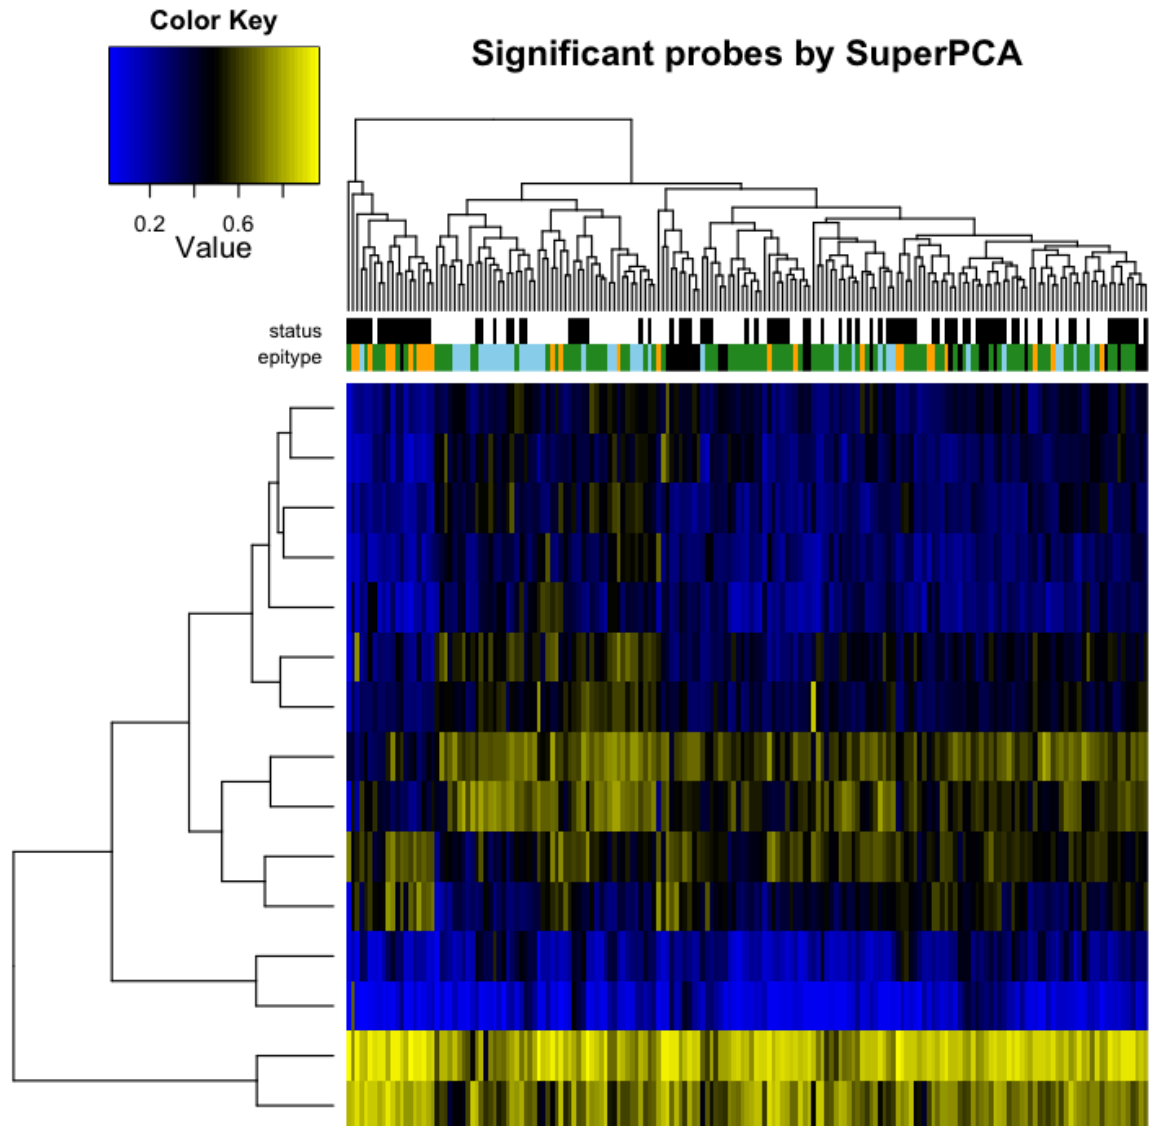 Color Key
Significant probes by SuperPCA
0.2 0.6
Value
status
epitype